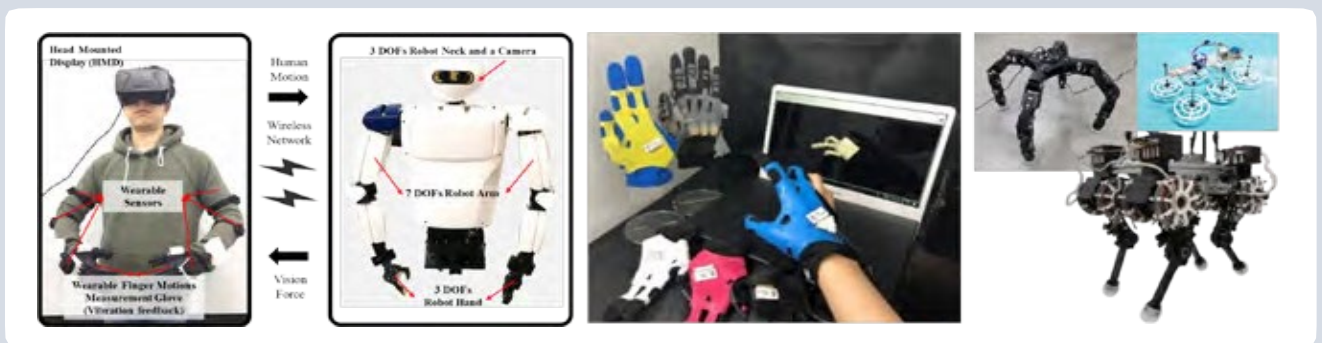 Head Mounted
Display (HMD)
Wearable
Sensors
Wearable Finger Motions
Measurement Glove
(Vibration feedback)
Human
Motion
Wireless
Network
Vision
Force
3 DOFs Robot Neck and a Camera
7 DOFs Robot Arm
3 DOFs
Robot Hand